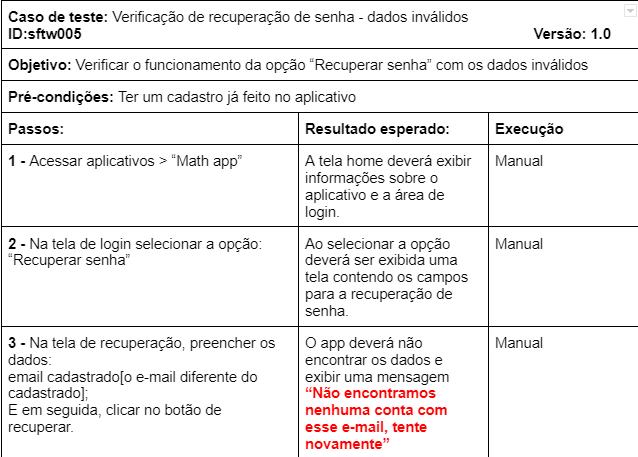 Caso de teste: Verificação de recuperação de senha - dados inválidos
ID:sftw005 Versão: 1.0
Objetivo: Verificar o funcionamento da opção “Recuperar senha” com os dados inválidos
Pré-condições: Ter um cadastro já feito no aplicativo
Passos: Resultado esperado: Execução
1 - Acessar aplicativos > “Math app”
A tela home deverá exibir
informações sobre o
aplicativo e a área de
login.
Manual
2 - Na tela de login selecionar a opção:
“Recuperar senha”
Ao selecionar a opção
deverá ser exibida uma
tela contendo os campos
para a recuperação de
senha.
Manual
3 - Na tela de recuperação, preencher os
dados:
email cadastrado[o e-mail diferente do
cadastrado];
E em seguida, clicar no botão de
recuperar.
O app deverá não
encontrar os dados e
exibir uma mensagem
“Não encontramos
nenhuma conta com
esse e-mail, tente
novamente”
Manual